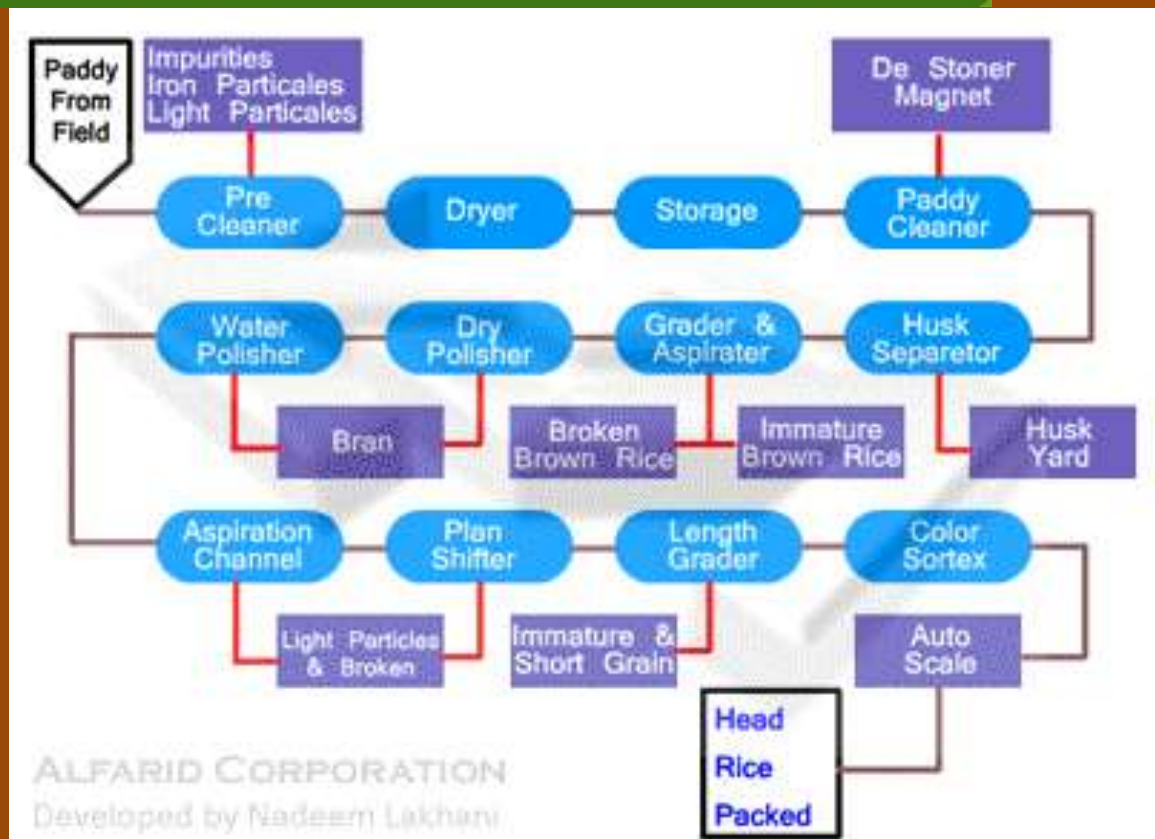 Paddy
From
Field
Impurities
Iron Particales
Light Particales
De Stoner
Magnet
Pre
Cleaner
Dryer
Storage
Paddy
Cleaner
Water
Polisher
Dry
Polisher
Grader &
Aspirater
Husk
Separetor
Bran
Broken
Brown Rice
Immature
Brown Rice
Husk
Yard
Aspiration
Channel
Plan
Shifter
Length
Grader
Color
Sortex
Light Particles
& Broken
Immature &
Short Grain
Auto
Scale
Head
Rice
Packed
ALFARID CORPORATION
Developed by Nadeem Lakhani